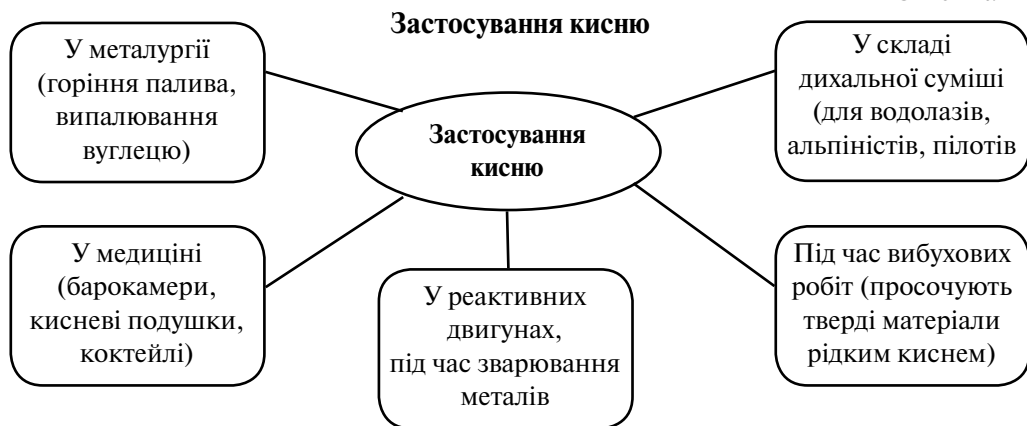 Застосування кисню
У металургії
(горіння палива,
випалювання
вуглецю)
Застосування
кисню
У складі
дихальної суміші
(для водолазів,
альпіністів, пілотів
У медиціні
(барокамери,
кисневі подушки,
коктейлі)
У реактивних
двигунах,
під час зварювання
металів
Під час вибухових
робіт (просочують
тверді матеріали
рідким киснем)